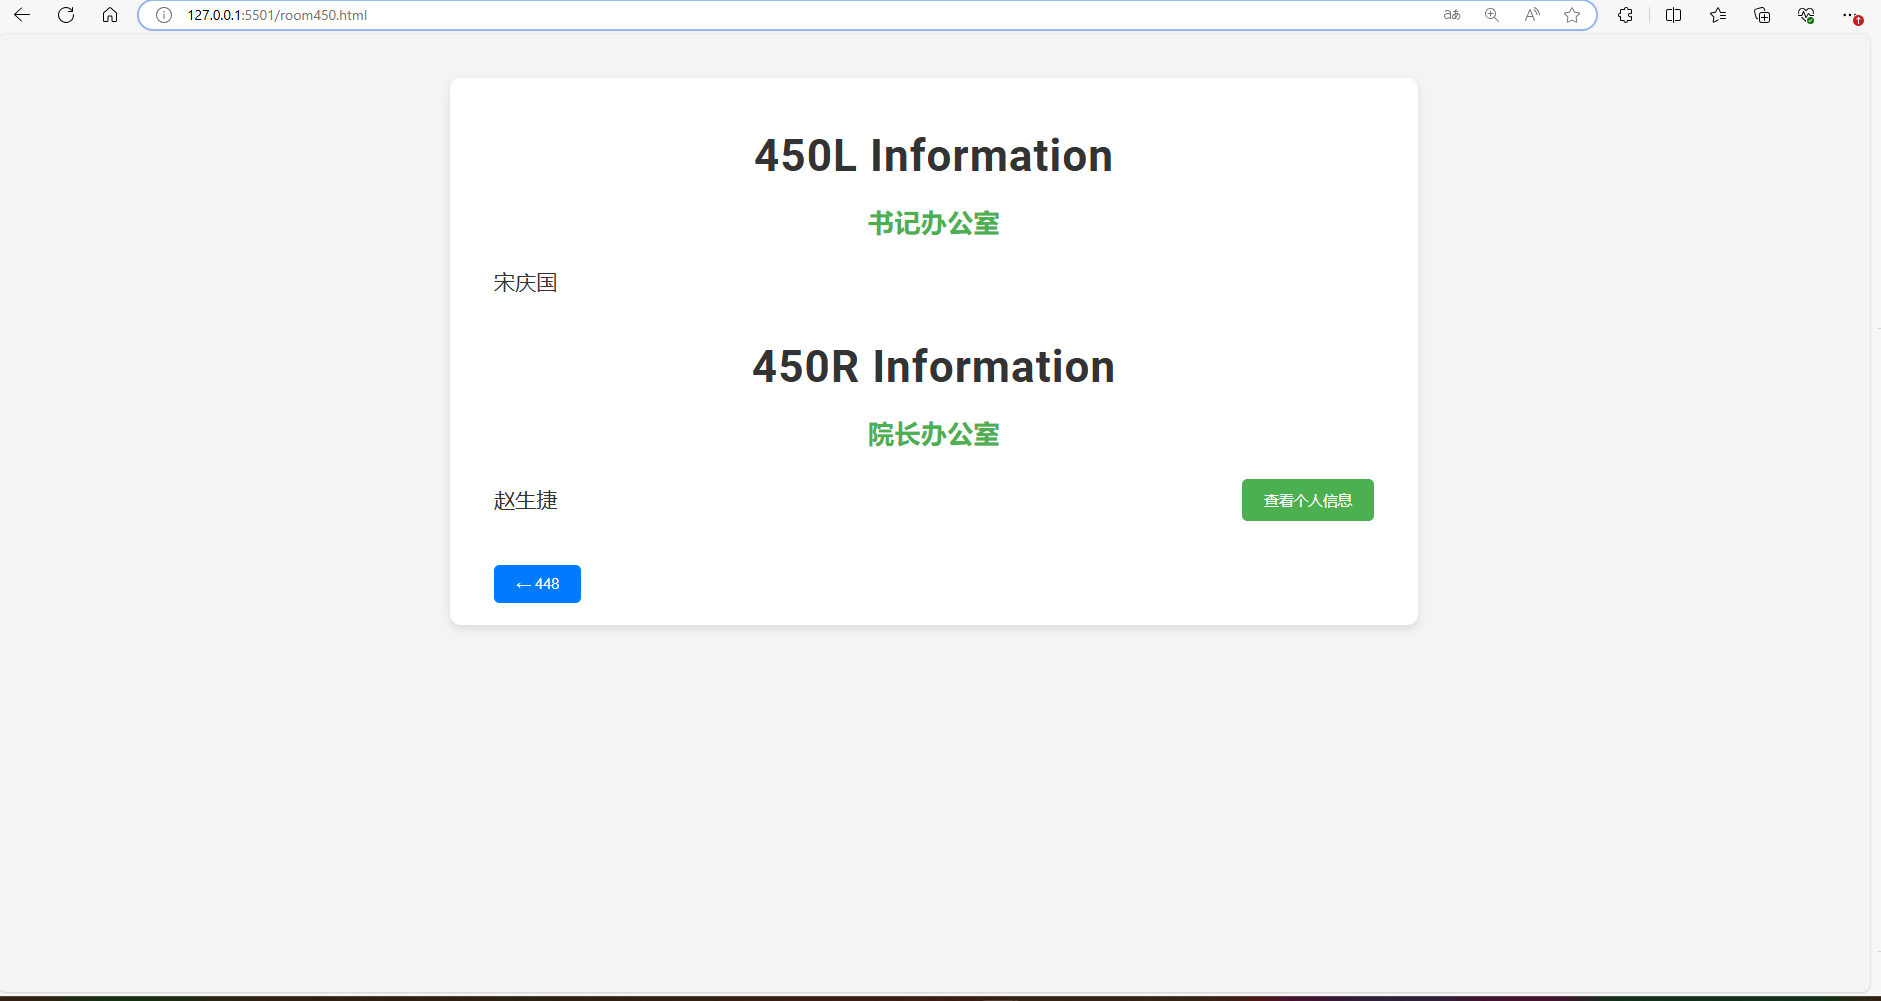 127.0.0.1:5501/room450.html
450L Information
书记办公室
宋庆国
450R Information
院长办公室
赵生捷
查看个人信息
← 448